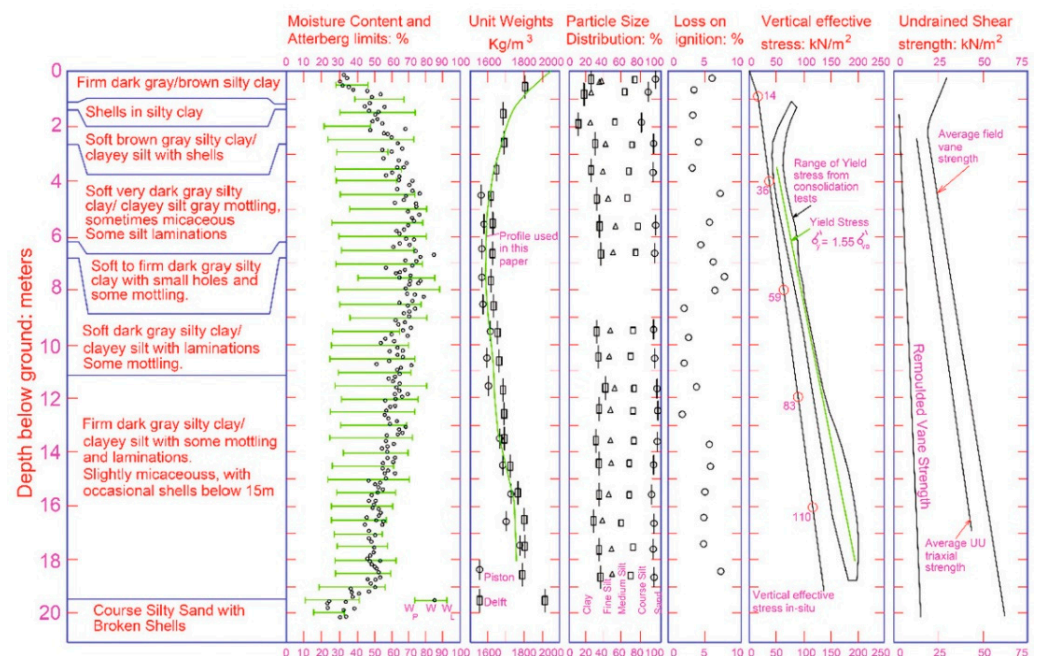 Moisture Content and
Atterberg limits: %
Unit Weights
Kg/m³
Particle Size
Distribution: %
Loss on
ignition: %
Vertical effective
stress: kN/m²
Undrained Shear
strength: kN/m²
0 10 20 30 40 50 60 70 80 90 100
1600 1800 2000
0 20 40 60 80 100
0 5 10
0 50 100 150 200 250
0 25 50 75
Depth below ground: meters
0
2
4
6
8
10
12
14
16
18
20
Firm dark gray/brown silty clay
Shells in silty clay
Soft brown gray silty clay/
clayey silt with shells
Soft very dark gray silty
clay/ clayey silt gray mottling,
sometimes micaceous
Some silt laminations
Soft to firm dark gray silty
clay with small holes and
some mottling.
Soft dark gray silty clay/
clayey silt with laminations
Some mottling.
Firm dark gray silty clay/
clayey silt with some mottling
and laminations.
Slightly micaceouss, with
occasional shells below 15m
Course Silty Sand with
Broken Shells
W P W W L
Profile used
in this
paper
Piston
Delft
Clay
Fine Silt
Medium Silt
Course Silt
Sand
14
36
59
83
110
Range of Yield
stress from
consolidation
tests
Yield Stress
= 1.55
Vertical effective
stress in-situ
Average field
vane
strength
Remoulded Vane Strength
Average UU
triaxial
strength
0 10 20 30 40 50 60 70 80 90 100
1600 1800 2000
0 20 40 60 80 100
0 5 10
0 50 100 150 200 250
0 25 50 75